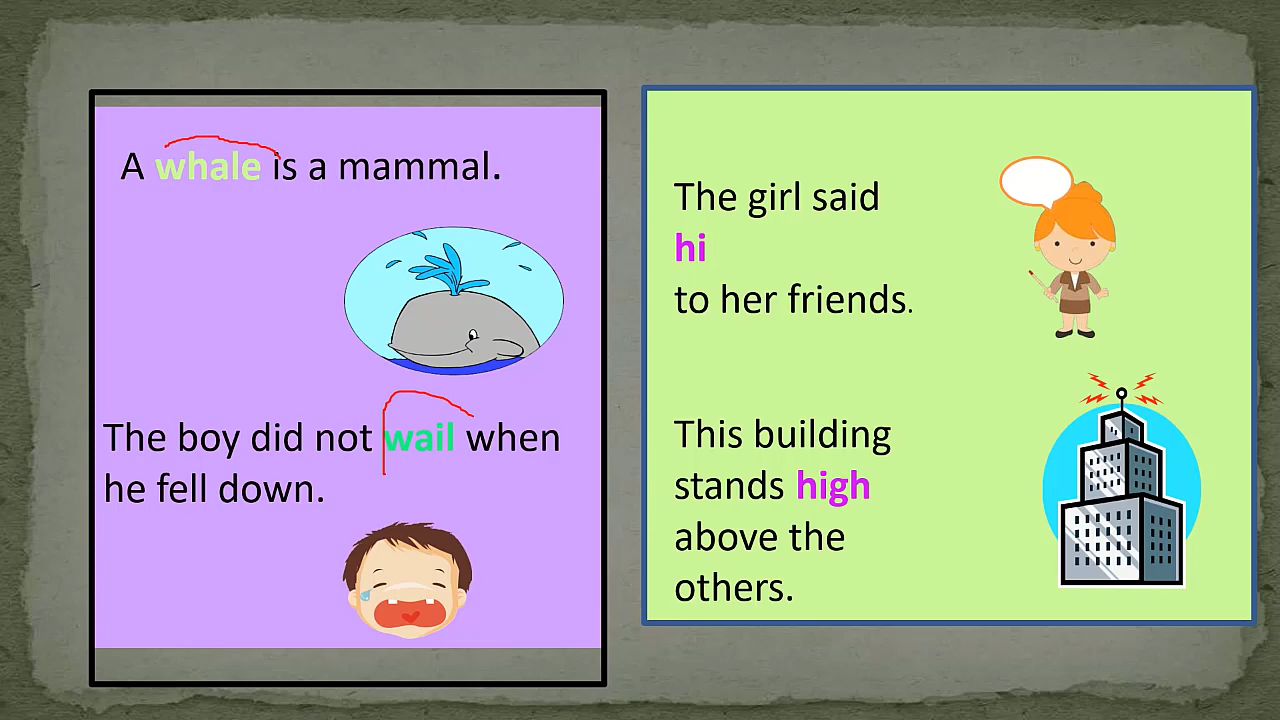 A whale is a mammal.
The boy did not wail when
he fell down.
The girl said
hi
to her friends.
This building
stands high
above the
others.